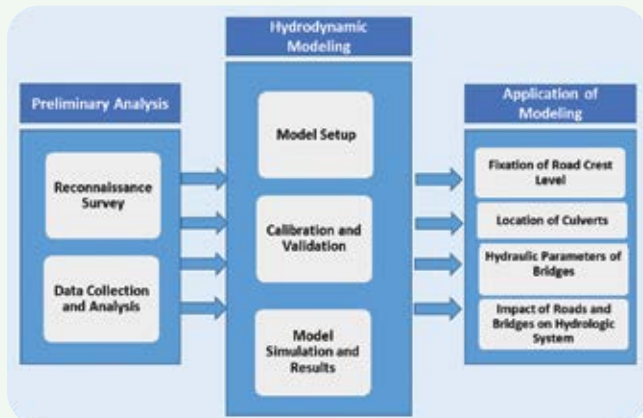 Preliminary Analysis
Reconnaissance
Survey
Data Collection
and Analysis
Hydrodynamic
Modeling
Model Setup
Calibration and
Validation
Model
Simulation and
Results
Application of
Modeling
Fixation of Road Crest
Level
Location of Culverts
Hydraulic Parameters of
Bridges
Impact of Roads and
Bridges on Hydrologic
System